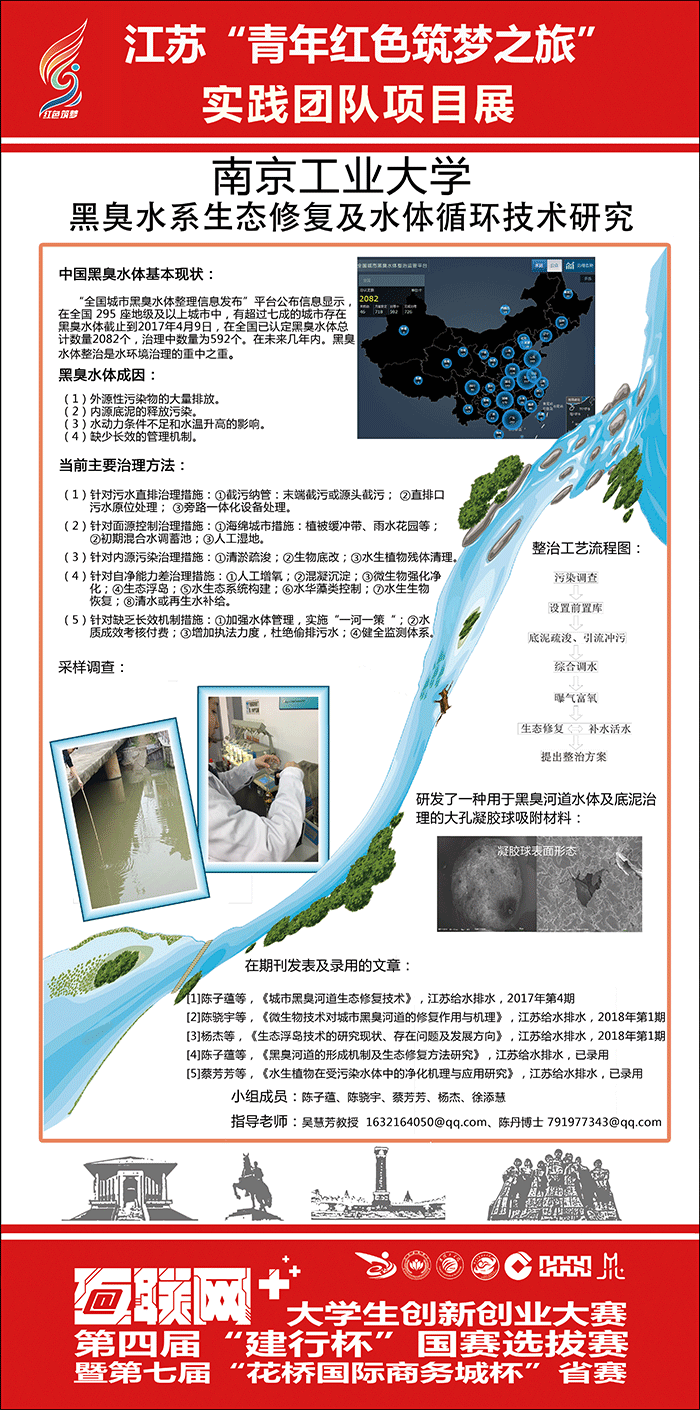 江苏“青年红色筑梦之旅”
实践团队项目展
红色筑梦
南京工业大学
黑臭水系生态修复及水体循环技术研究
中国黑臭水体基本现状：
“全国城市黑臭水体整理信息发布”平台公布信息显示，
在全国 295 座地级及以上城市中，有超过七成的城市存在
黑臭水体截止到2017年4月9日，在全国已认定黑臭水体总
计数量2082个，治理中数量为592个。在未来几年内。黑臭
水体整治是水环境治理的重中之重。
全国城市黑臭水体整治监管平台
2082
黑臭水体成因：
（1）外源性污染物的大量排放。
（2）内源底泥的释放污染。
（3）水动力条件不足和水温升高的影响。
（4）缺少长效的管理机制。
当前主要治理方法：
（1）针对污水直排治理措施：①截污纳管：末端截污或源头截污； ②直排口
污水原位处理； ③旁路一体化设备处理。
（2）针对面源控制治理措施：①海绵城市措施：植被缓冲带、雨水花园等；
②初期混合水调蓄池；③人工湿地。
（3）针对内源污染治理措施：①清淤疏浚；②生物底改；③水生植物残体清理。
（4）针对自净能力差治理措施：①人工增氧；②混凝沉淀；③微生物强化净
化；④生态浮岛；⑤水生态系统构建；⑥水华藻类控制；⑦水生生物
恢复；⑧清水或再生水补给。
（5）针对缺乏长效机制措施：①加强水体管理，实施“一河一策“；②水
质成效考核付费；③增加执法力度，杜绝偷排污水；④健全监测体系。
整治工艺流程图：
污染调查
设置前置库
底泥疏浚、引流冲污
综合调水
曝气富氧
生态修复 补水活水
提出整治方案
采样调查：
研发了一种用于黑臭河道水体及底泥治
理的大孔凝胶球吸附材料：
凝胶球表面形态
在期刊发表及录用的文章：
[1]陈子蕴等，《城市黑臭河道生态修复技术》，江苏给水排水，2017年第4期
[2]陈骁宇等，《微生物技术对城市黑臭河道的修复作用与机理》，江苏给水排水，2018年第1期
[3]杨杰等，《生态浮岛技术的研究现状、存在问题及发展方向》，江苏给水排水，2018年第1期
[4]陈子蕴等，《黑臭河道的形成机制及生态修复方法研究》，江苏给水排水，已录用
[5]蔡芳芳等，《水生植物在受污染水体中的净化机理与应用研究》，江苏给水排水，已录用
小组成员：陈子蕴、陈骁宇、蔡芳芳、杨杰、徐添慧
指导老师：吴慧芳教授 1632164050@qq.com、陈丹博士 791977343@qq.com
互联网++
大学生创新创业大赛
第四届“建行杯”国赛选拔赛
暨第七届“花桥国际商务城杯”省赛